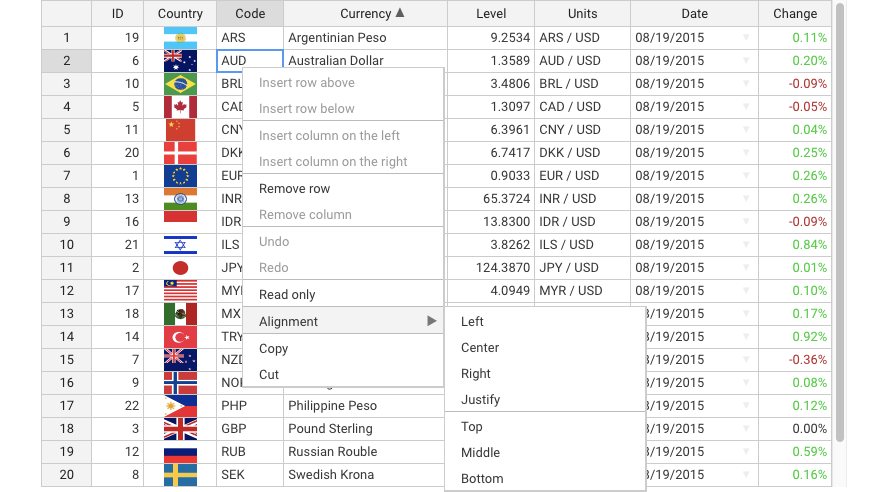 ID Country Code Currency ▲ Level Units Date Change
1 19 ARS Argentinian Peso 9.2534 ARS / USD 08/19/2015 0.11%
2 6 AUD Australian Dollar 1.3589 AUD / USD 08/19/2015 0.20%
3 10 BRL 3.4806 BRL / USD 08/19/2015 -0.09%
4 5 CAD 1.3097 CAD / USD 08/19/2015 -0.05%
5 11 CNY 6.3961 CNY / USD 08/19/2015 0.04%
6 20 DKK 6.7417 DKK / USD 08/19/2015 0.25%
7 1 EUR 0.9033 EUR / USD 08/19/2015 0.26%
8 13 INR 65.3724 INR / USD 08/19/2015 0.26%
9 16 IDR 13.8300 IDR / USD 08/19/2015 -0.09%
10 21 ILS 3.8262 ILS / USD 08/19/2015 0.84%
11 2 JPY 124.3870 JPY / USD 08/19/2015 0.01%
12 17 MY 4.0949 MYR / USD 08/19/2015 0.10%
13 18 MX /19/2015 0.17%
14 14 TRY /19/2015 0.92%
15 7 NZD /19/2015 -0.36%
16 9 NO /19/2015 0.08%
17 22 PHP Philippine Peso /19/2015 0.12%
18 3 GBP Pound Sterling /19/2015 0.00%
19 12 RUB Russian Rouble /19/2015 0.59%
20 8 SEK Swedish Krona /19/2015 0.16%
Insert row above
Insert row below
Insert column on the left
Insert column on the right
Remove row
Remove column
Undo
Redo
Read only
Alignment ▶
Copy
Cut
Left
Center
Right
Justify
Top
Middle
Bottom